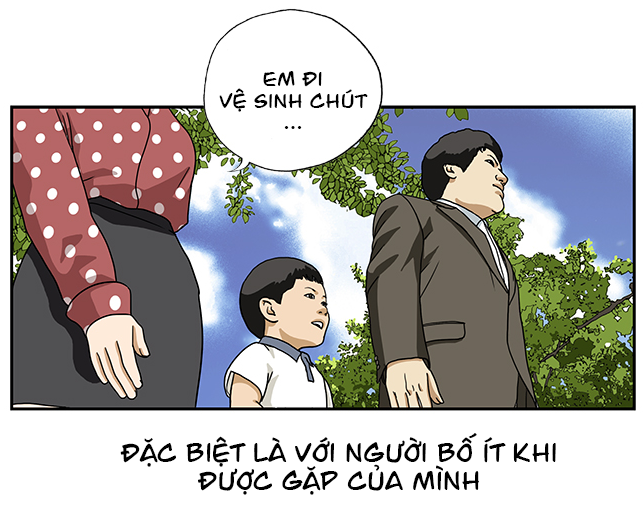 EM ĐI
VỆ SINH CHÚT
...
ĐẶC BIỆT LÀ VỚI NGƯỜI BỐ ÍT KHI
ĐƯỢC GẶP CỦA MÌNH